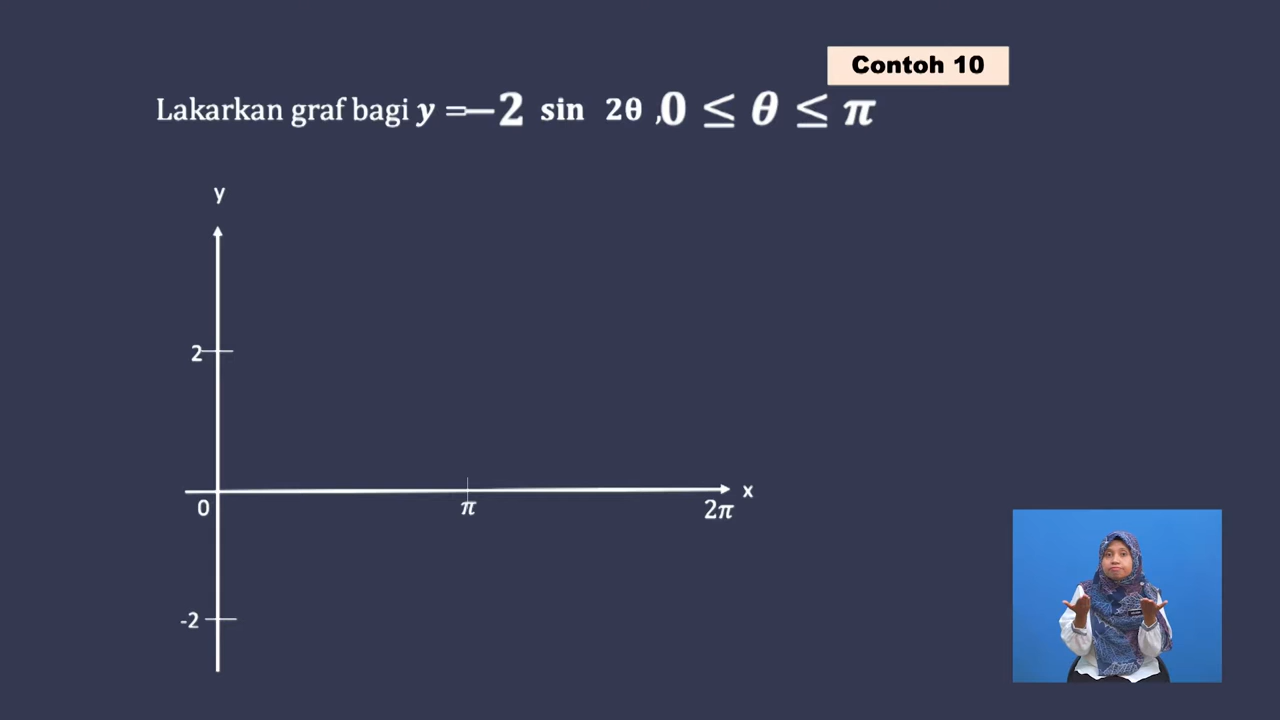 Contoh 10
Lakarkan graf bagi y =−2 sin 2θ ,0 ≤ θ ≤ π
y
2
x
0
π
2π
-2